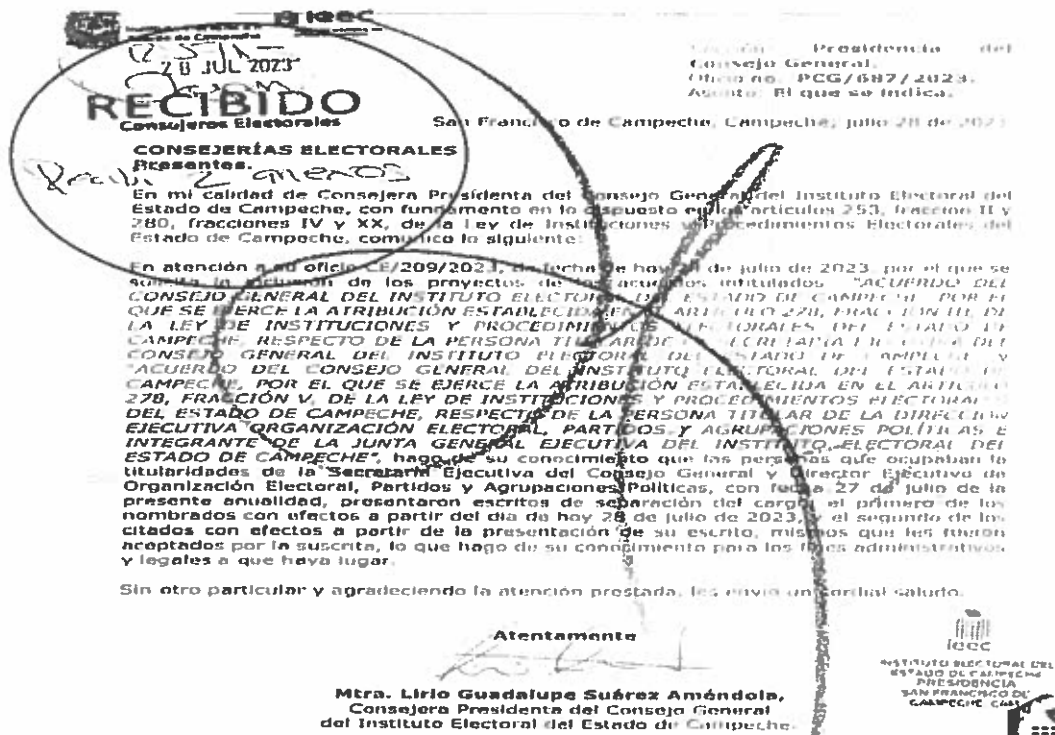 ieec
de Campeche
28 JUL 2023
RECIBIDO
Consejeros Electorales
Presidencia del
Consejo General.
Oficio no. PCG/687/2023.
Asunto: El que se indica.
San Francisco de Campeche, Campeche, julio 28 de 2023
CONSEJERÍAS ELECTORALES
Presentes.
Recibí 2 anexos
En mi calidad de Consejera Presidenta del Consejo General del Instituto Electoral del
Estado de Campeche, con fundamento en lo dispuesto en los artículos 253, fracción II y
280, fracciones IV y XX, de la Ley de Instituciones y Procedimientos Electorales del
Estado de Campeche, comunico lo siguiente:
En atención a su oficio CE/209/2023, de fecha de hoy de julio de 2023, por el que se
solicita la inclusión de los proyectos de los acuerdos intitulados "ACUERDO DEL
CONSEJO GENERAL DEL INSTITUTO ELECTORAL DEL ESTADO DE CAMPECHE, POR EL
QUE SE EJERCE LA ATRIBUCIÓN ESTABLECIDA EN EL ARTÍCULO 278, FRACCIÓN III, DE
LA LEY DE INSTITUCIONES Y PROCEDIMIENTOS ELECTORALES DEL ESTADO DE
CAMPECHE, RESPECTO DE LA PERSONA TITULAR DE LA SECRETARÍA EJECUTIVA DEL
CONSEJO GENERAL DEL INSTITUTO ELECTORAL DEL ESTADO DE CAMPECHE" y
"ACUERDO DEL CONSEJO GENERAL DEL INSTITUTO ELECTORAL DEL ESTADO DE
CAMPECHE, POR EL QUE SE EJERCE LA ATRIBUCIÓN ESTABLECIDA EN EL ARTÍCULO
278, FRACCIÓN V, DE LA LEY DE INSTITUCIONES Y PROCEDIMIENTOS ELECTORALES
DEL ESTADO DE CAMPECHE, RESPECTO DE LA PERSONA TITULAR DE LA DIRECCIÓN
EJECUTIVA ORGANIZACIÓN ELECTORAL, PARTIDOS Y AGRUPACIONES POLÍTICAS E
INTEGRANTE DE LA JUNTA GENERAL EJECUTIVA DEL INSTITUTO ELECTORAL DEL
ESTADO DE CAMPECHE", hago de su conocimiento que las personas que ocupaban la
titularidades de la Secretaría Ejecutiva del Consejo General y Director Ejecutivo de
Organización Electoral, Partidos y Agrupaciones Políticas, con fecha 27 de julio de la
presente anualidad, presentaron escritos de separación del cargo, el primero de los
nombrados con efectos a partir del día de hoy 28 de julio de 2023, y el segundo de los
citados con efectos a partir de la presentación de su escrito, mismos que les fueron
aceptados por la suscrita, lo que hago de su conocimiento para los fines administrativos
y legales a que haya lugar.
Sin otro particular y agradeciendo la atención prestada, les envío un cordial saludo.
Atentamente
Mtra. Lirio Guadalupe Suárez Améndola,
Consejera Presidenta del Consejo General
del Instituto Electoral del Estado de Campeche.
ieec
INSTITUTO ELECTORAL DEL
ESTADO DE CAMPECHE
PRESIDENCIA
SAN FRANCISCO DE
CAMPECHE, CAM.